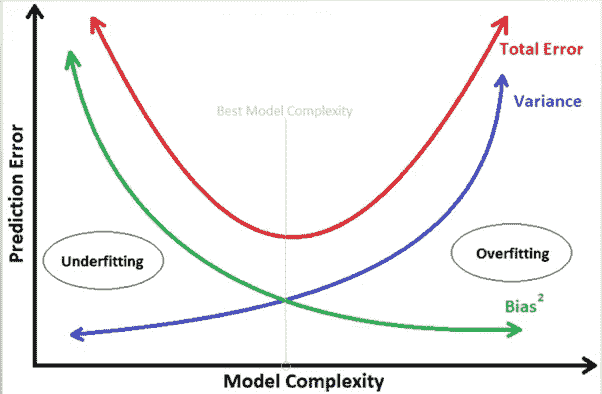 Total Error
Variance
Best Model Complexity
Prediction Error
Underfitting
Overfitting
Bias²
Model Complexity